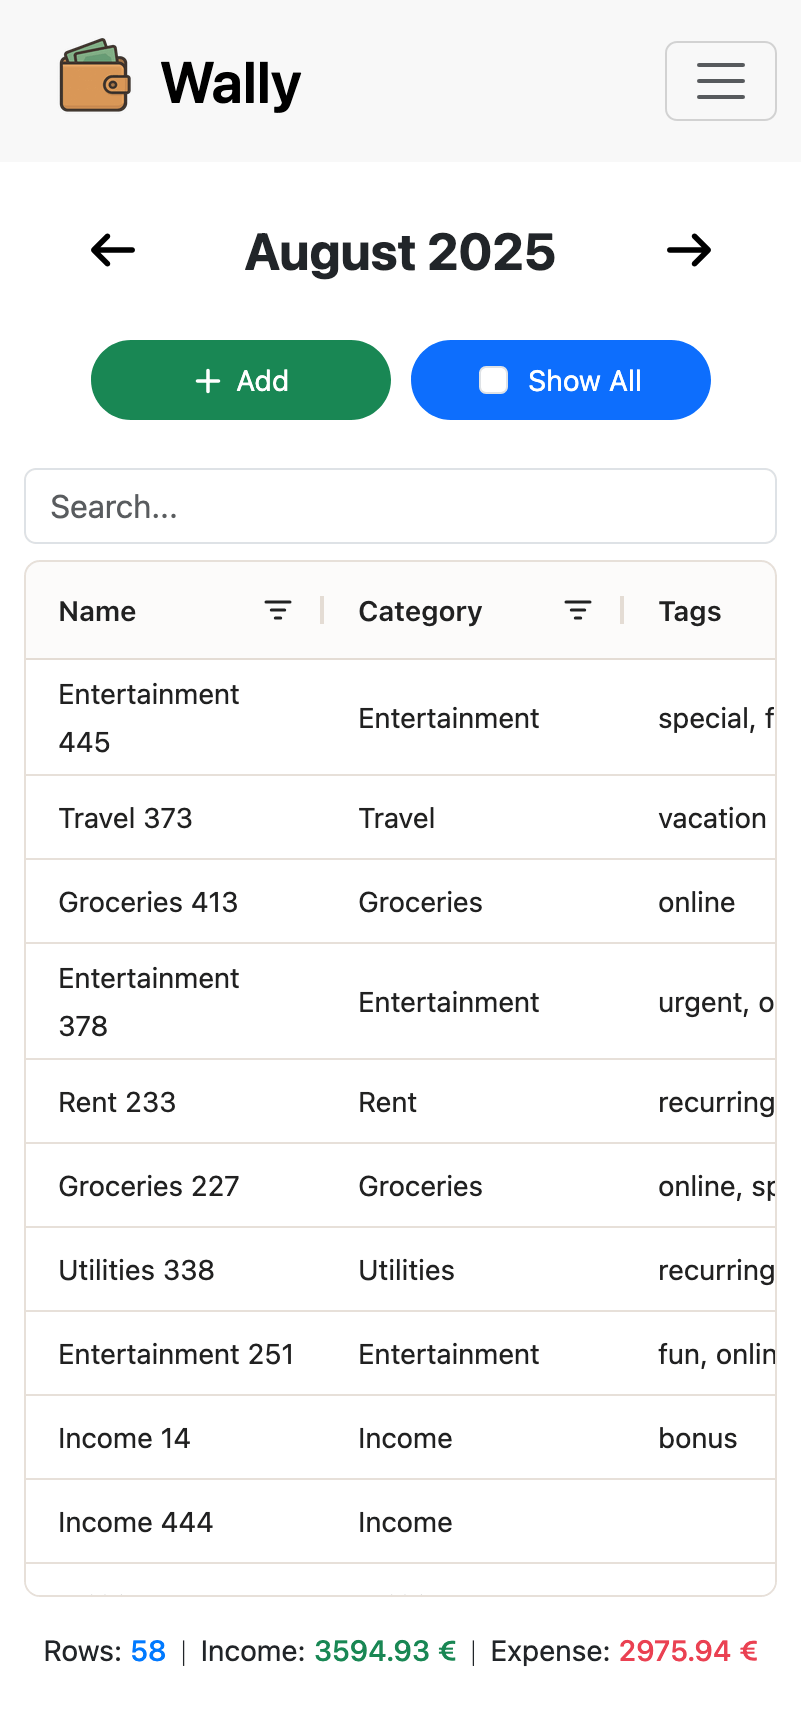 Wally
August 2025
+ Add
Show All
Search...
Name Category Tags
Entertainment 445 Entertainment special, f
Travel 373 Travel vacation
Groceries 413 Groceries online
Entertainment 378 Entertainment urgent, o
Rent 233 Rent recurring
Groceries 227 Groceries online, sp
Utilities 338 Utilities recurring
Entertainment 251 Entertainment fun, onlin
Income 14 Income bonus
Income 444 Income
Rows: 58 | Income: 3594.93 € | Expense: 2975.94 €